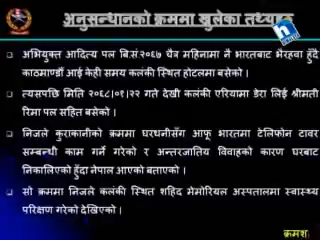 अनुसन्धानको क्रममा खुलेका तथ्यहरु
अभियुक्त आदित्य पल बि.सं.२०६७ चैत्र महिनामा नै भारतबाट भैरहवा हुँदै
काठमाण्डौं आई केही समय कलंकी स्थित होटलमा बसेको ।
त्यसपछि मिति २०६८।०१।२२ गते देखी कलंकी एरियामा डेरा लिई श्रीमती
रिमा पल सहित बसेको ।
निजले कुराकानीको क्रममा घरधनीसँग आफू भारतमा टेलिफोन टावर
सम्बन्धी काम गर्ने गरेको र अन्तरजातिय विवाहको कारण घरबाट
निकालिएको हुँदा नेपाल आएको बताएको ।
सो क्रममा निजले कलंकी स्थित शहिद मेमोरियल अस्पतालमा स्वास्थ्य
परिक्षण गरेको देखिएको ।
क्रमश